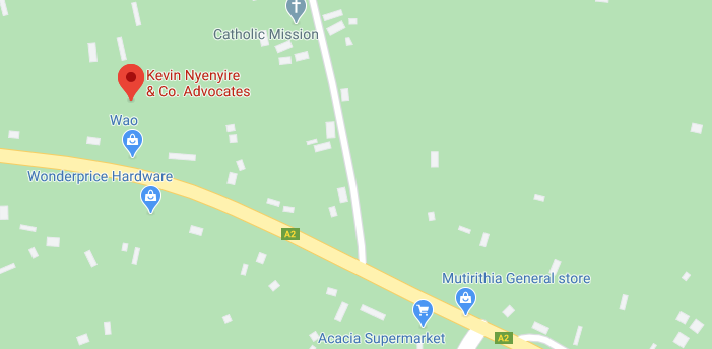 Catholic Mission
Kevin Nyenyire
& Co. Advocates
Wao
Wonderprice Hardware
A2
Mutirithia General store
Acacia Supermarket
A2